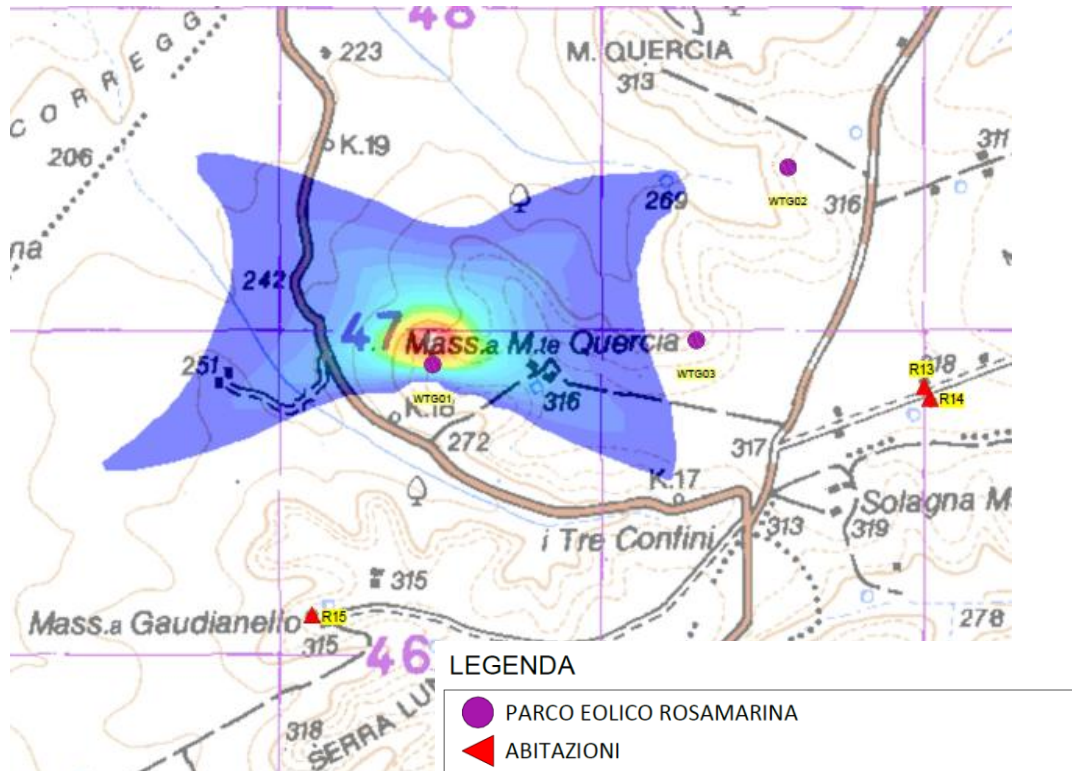 48
CORREGG
223
M. QUERCIA
313
206
K.19
311
269
WTG02
316
na
242
47
Mass.a M.te Quercia
WTG03
251
318
R13
R14
WTG01
316
K.18
272
317
K.17
Solagna M
i Tre Confini
313
319
315
R15
Mass.a Gaudianello
315
278
46
LEGENDA
PARCO EOLICO ROSAMARINA
318
SERRA LUN
ABITAZIONI